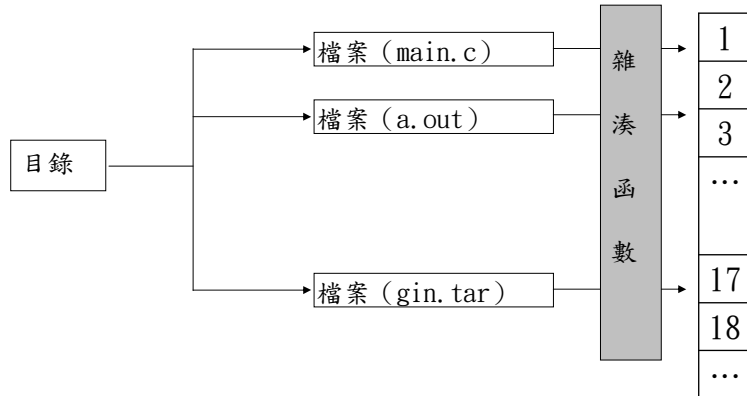 目錄
檔案（main.c）
檔案（a.out）
檔案（gin.tar）
雜
湊
函
數
1
2
3
…
17
18
…